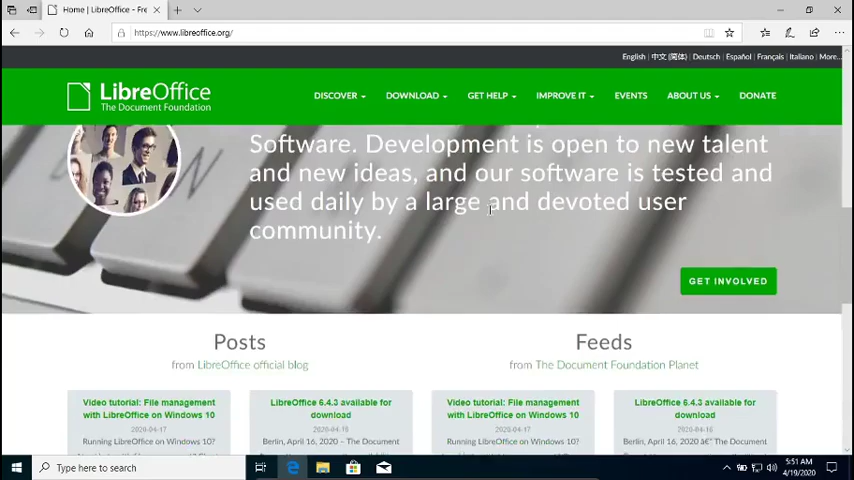 Home | LibreOffice - Fre
https://www.libreoffice.org/
English | 中文 (简体) | Deutsch | Español | Français | Italiano | More...
LibreOffice
The Document Foundation
DISCOVER DOWNLOAD GET HELP IMPROVE IT EVENTS ABOUT US DONATE
Software. Development is open to new talent
and new ideas, and our software is tested and
used daily by a large and devoted user
community.
GET INVOLVED
Posts
from LibreOffice official blog
Feeds
from The Document Foundation Planet
Video tutorial: File management
with LibreOffice on Windows 10
2020-04-17
Running LibreOffice on Windows 10?
LibreOffice 6.4.3 available for
download
Berlin, April 16, 2020 – The Document
Video tutorial: File management
with LibreOffice on Windows 10
2020-04-17
Running LibreOffice on Windows 10?
LibreOffice 6.4.3 available for
download
2020-04-16
Berlin, April 16, 2020 â€“ The Document
Type here to search
5:51 AM
4/19/2020